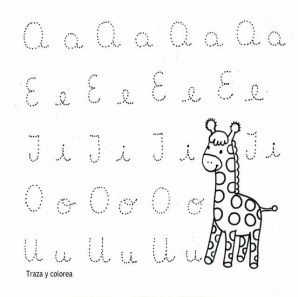 A a A a A a A a
E e E e E e E e
I i I i I i I i
O o O o O o
U u U u U u
Traza y colorea